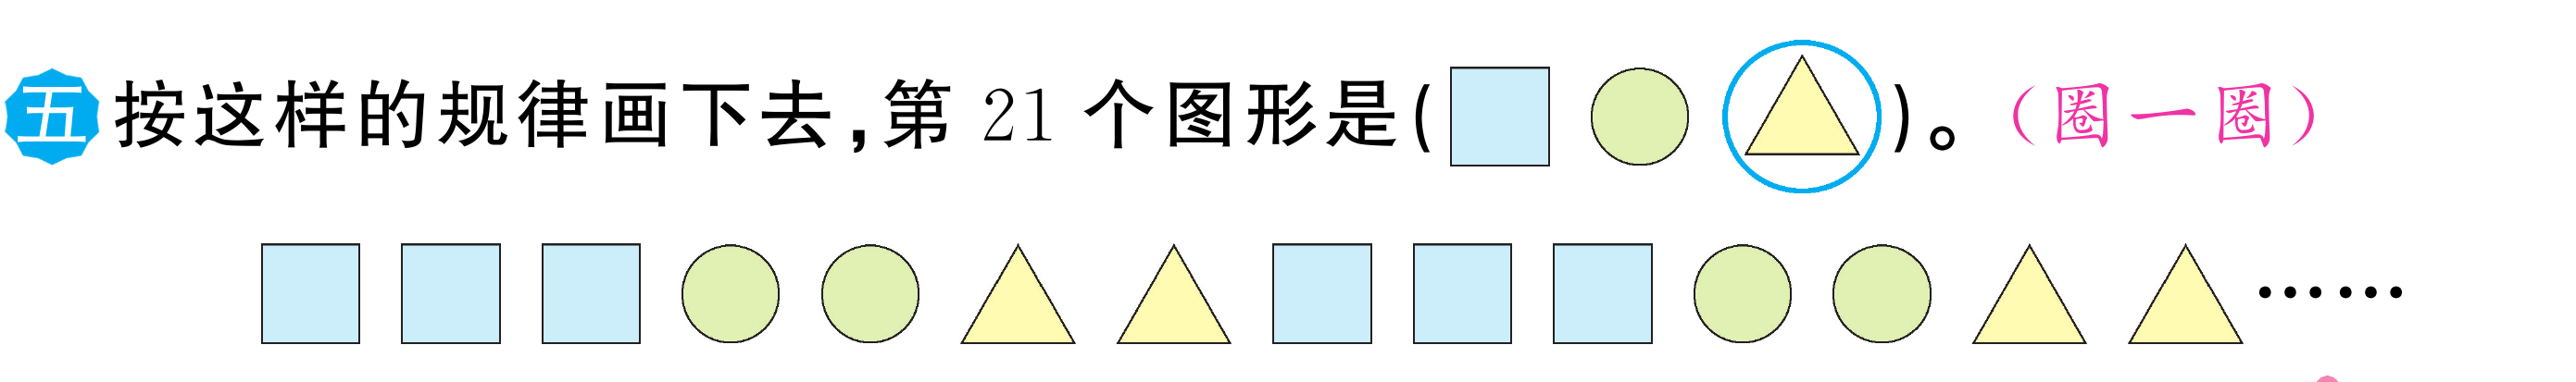 五 按这样的规律画下去,第 21 个图形是( )。(圈一圈)
……